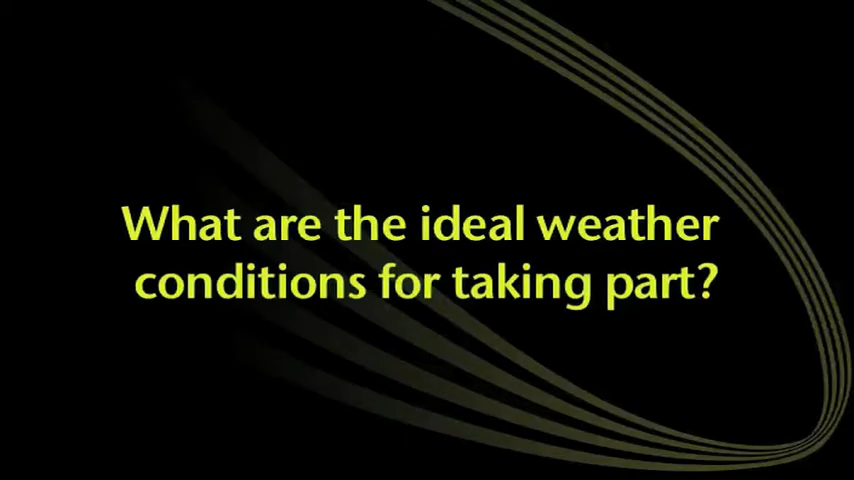 What are the ideal weather
conditions for taking part?